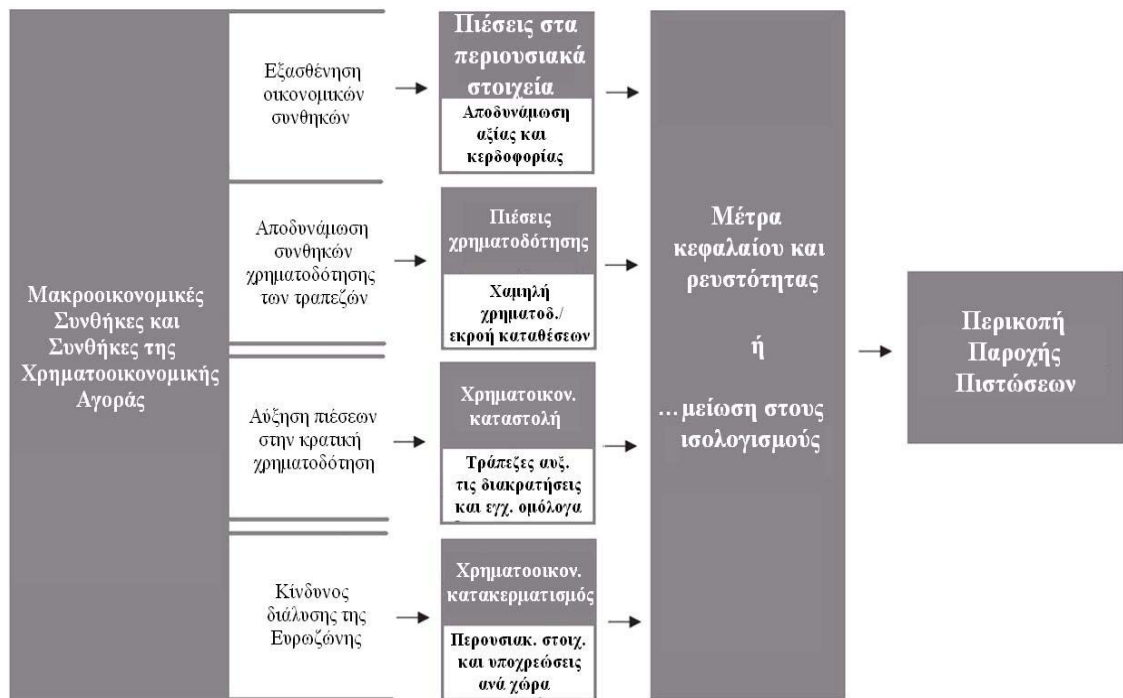 Μακροοικονομικές
Συνθήκες και
Συνθήκες της
Χρηματοοικονομικής
Αγοράς
Εξασθένηση
οικονομικών
συνθηκών
Πιέσεις στα
περιουσιακά
στοιχεία
Αποδυνάμωση
αξίας και
κερδοφορίας
Αποδυνάμωση
συνθηκών
χρηματοδότησης
των τραπεζών
Πιέσεις
χρηματοδότησης
Χαμηλή
χρηματοδ./
εκροή καταθέσεων
Αύξηση πιέσεων
στην κρατική
χρηματοδότηση
Χρηματοικον.
καταστολή
Τράπεζες αυξ.
τις διακρατήσεις
και εγχ. ομόλογα
Κίνδυνος
διάλυσης της
Ευρωζώνης
Χρηματοοικον.
κατακερματισμός
Περουσιακ. στοιχ.
και υποχρεώσεις
ανά χώρα
Μέτρα
κεφαλαίου και
ρευστότητας
ή
…μείωση στους
ισολογισμούς
Περικοπή
Παροχής
Πιστώσεων